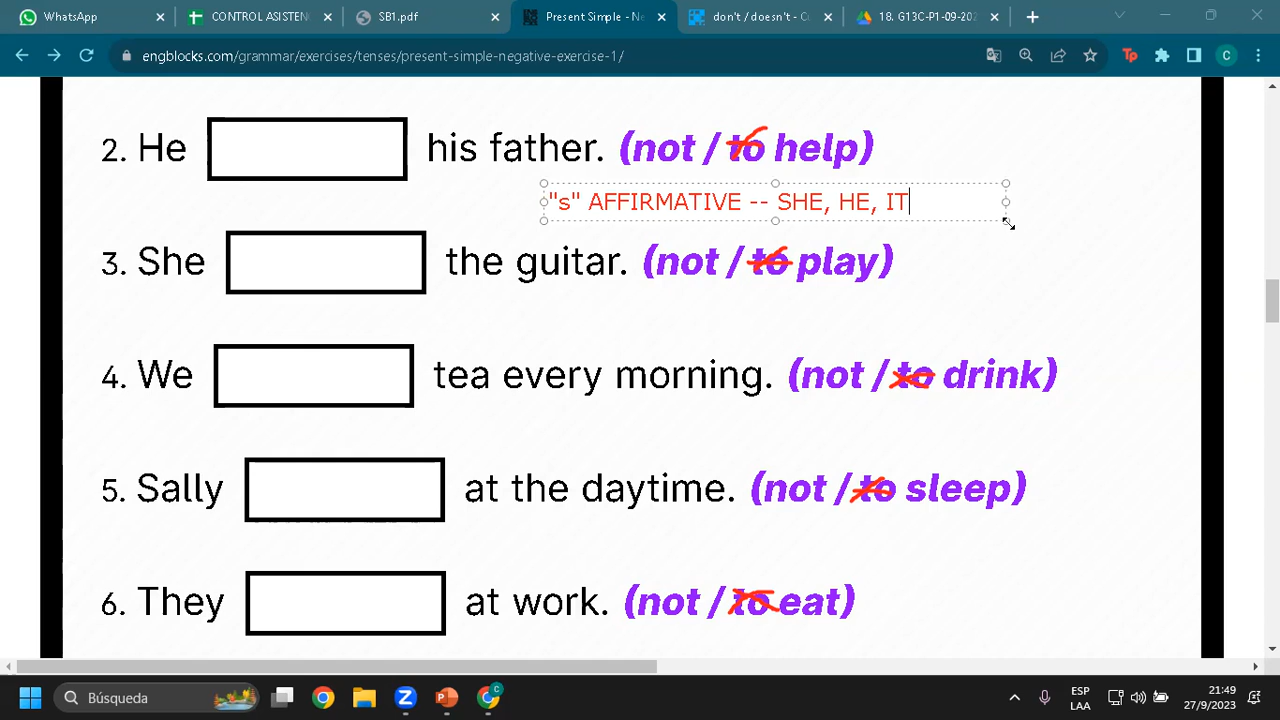 WhatsApp
CONTROL ASISTEN
SB1.pdf
Present Simple - Ne
don't / doesn't - C
18. G13C-P1-09-202
engblocks.com/grammar/exercises/tenses/present-simple-negative-exercise-1/
2. He his father. (not / to help)
"s" AFFIRMATIVE -- SHE, HE, IT
3. She the guitar. (not / to play)
4. We tea every morning. (not / to drink)
5. Sally at the daytime. (not / to sleep)
6. They at work. (not / to eat)
Búsqueda
ESP
LAA
21:49
27/9/2023